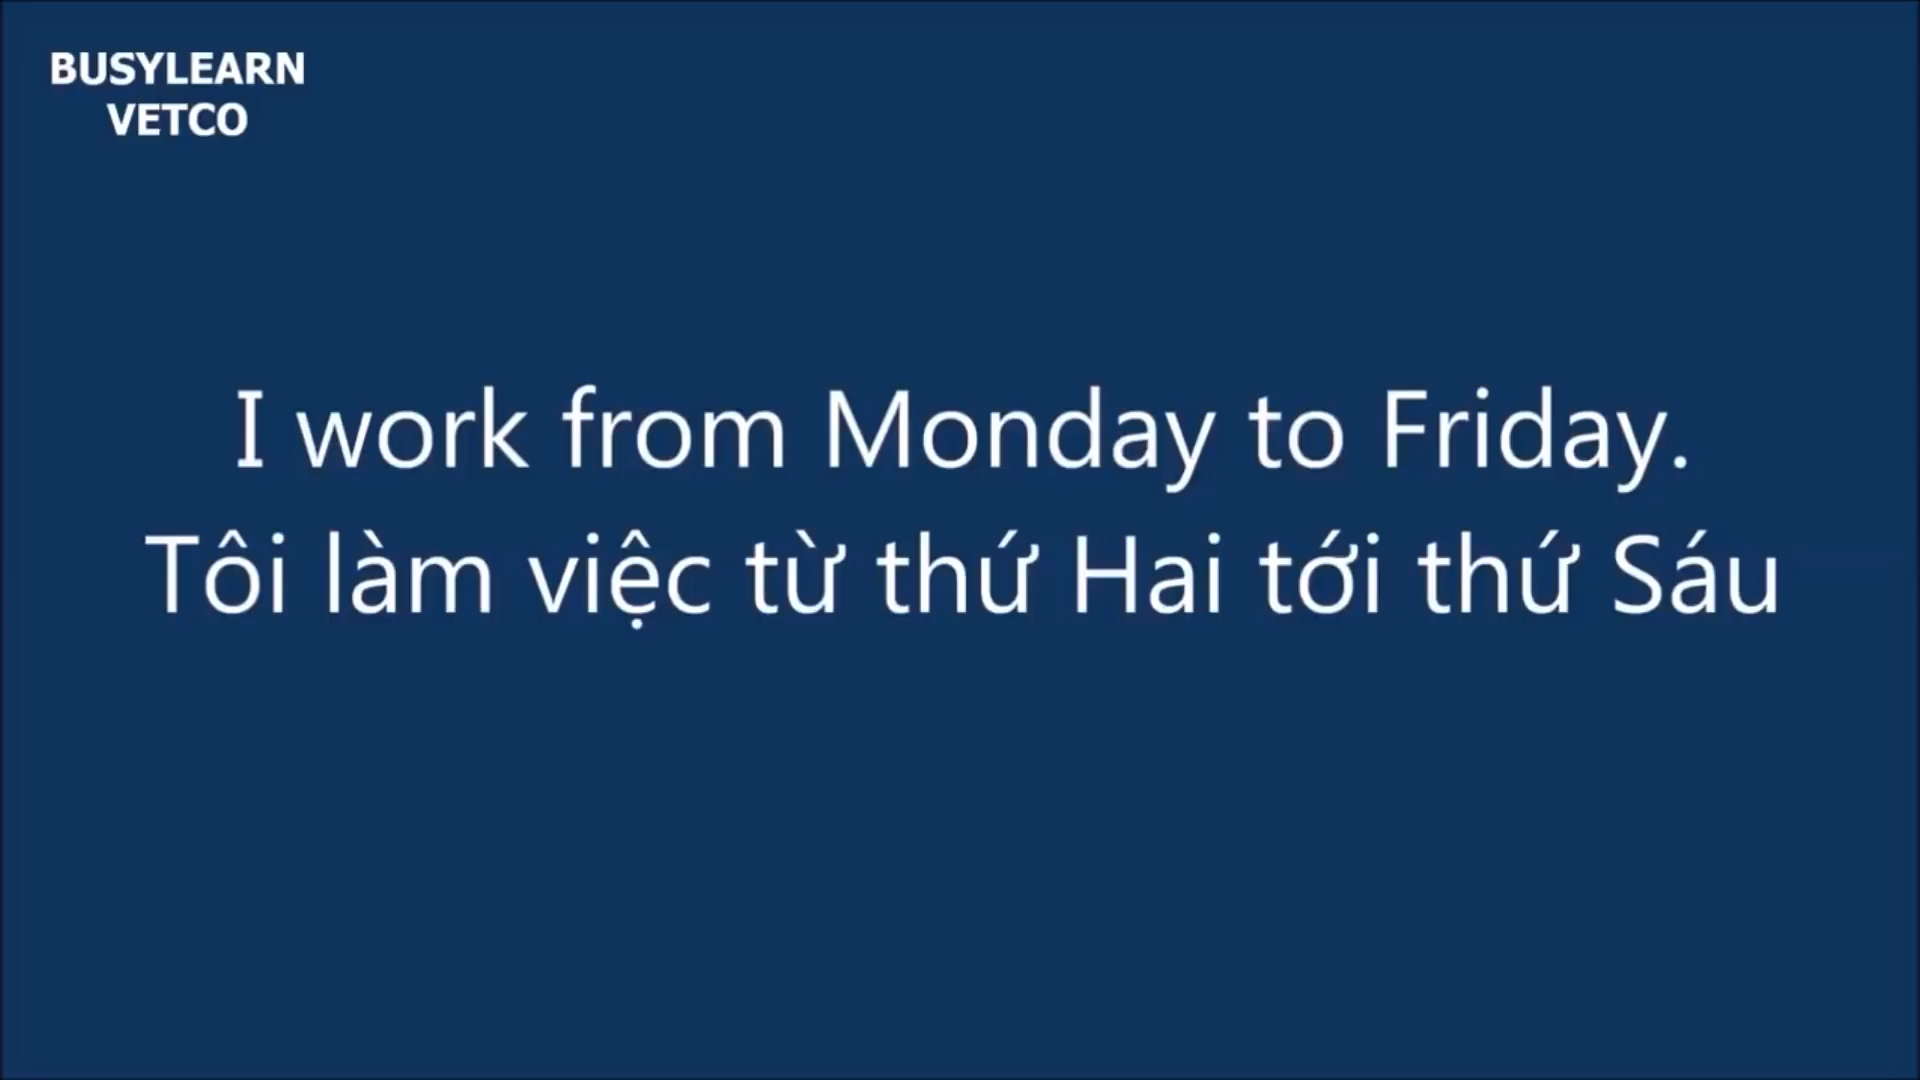 BUSYLEARN
VETCO
I work from Monday to Friday.
Tôi làm việc từ thứ Hai tới thứ Sáu